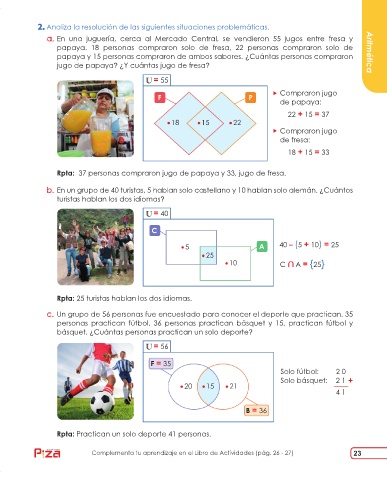 2. Analiza la resolución de las siguientes situaciones problemáticas.
a. En una juguería, cerca al Mercado Central, se vendieron 55 jugos entre fresa y
papaya. 18 personas compraron solo de fresa, 22 personas compraron solo de
papaya y 15 personas compraron de ambos sabores. ¿Cuántas personas compraron
jugo de papaya? ¿Y cuántas jugo de fresa?
Aritmética
U = 55
F
P
18
15
22
Compraron jugo
de papaya:
22 + 15 = 37
Compraron jugo
de fresa:
18 + 15 = 33
Rpta: 37 personas compraron jugo de papaya y 33, jugo de fresa.
b. En un grupo de 40 turistas, 5 hablan solo castellano y 10 hablan solo alemán. ¿Cuántos
turistas hablan los dos idiomas?
U = 40
C
5
A
25
10
40 – (5 + 10) = 25
C ∩ A = {25}
Rpta: 25 turistas hablan los dos idiomas.
c. Un grupo de 56 personas fue encuestado para conocer el deporte que practican. 35
personas practican fútbol, 36 personas practican básquet y 15, practican fútbol y
básquet. ¿Cuántas personas practican un solo deporte?
U = 56
F = 35
20
15
21
B = 36
Solo fútbol: 2 0
Solo básquet: 2 1 +
4 1
Rpta: Practican un solo deporte 41 personas.
Complementa tu aprendizaje en el Libro de Actividades (pág. 26 - 27)
23